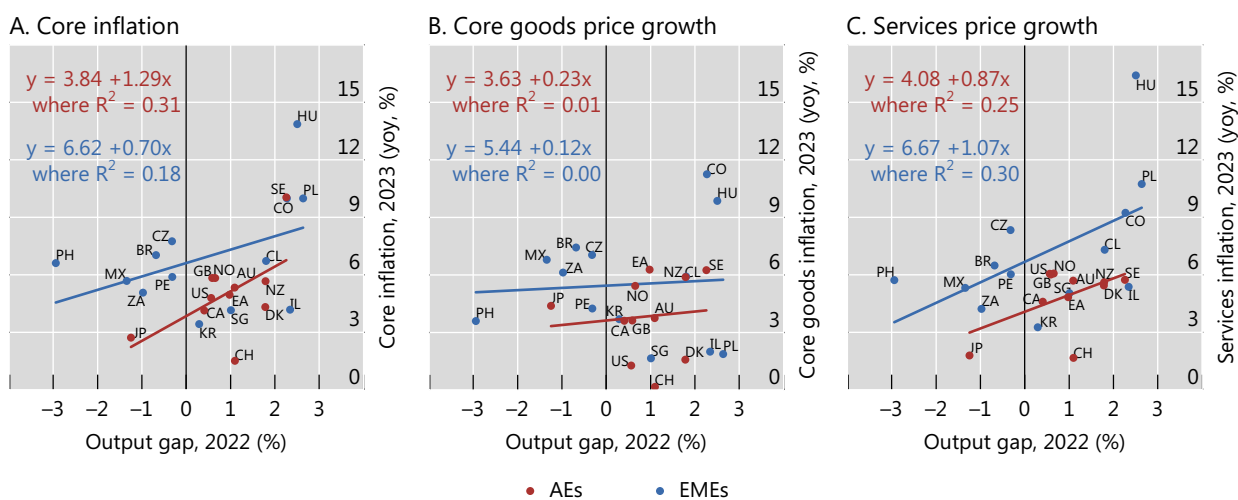 A. Core inflation
y = 3.84 +1.29x
where R² = 0.31
y = 6.62 +0.70x
where R² = 0.18
HU
SE
PL
CO
CZ
BR
PH
CL
MX
GB
NO
AU
PE
ZA
US
EA
NZ
IL
CA
SG
DK
KR
JP
CH
15
12
9
6
3
0
Core inflation, 2023 (yoy, %)
−3 −2 −1 0 1 2 3
Output gap, 2022 (%)
B. Core goods price growth
y = 3.63 +0.23x
where R² = 0.01
y = 5.44 +0.12x
where R² = 0.00
CO
HU
BR
CZ
MX
ZA
EA
NZ
CL
SE
NO
JP
PE
KR
AU
PH
CA
GB
SG
IL
PL
US
DK
CH
15
12
9
6
3
0
Core goods inflation, 2023 (yoy, %)
−3 −2 −1 0 1 2 3
Output gap, 2022 (%)
C. Services price growth
y = 4.08 +0.87x
where R² = 0.25
y = 6.67 +1.07x
where R² = 0.30
HU
PL
CO
CZ
CL
BR
US
NO
PH
MX
PE
GB
AU
NZ
SE
SG
IL
ZA
CA
EA
DK
KR
JP
CH
15
12
9
6
3
0
Services inflation, 2023 (yoy, %)
−3 −2 −1 0 1 2 3
Output gap, 2022 (%)
AEs
EMEs